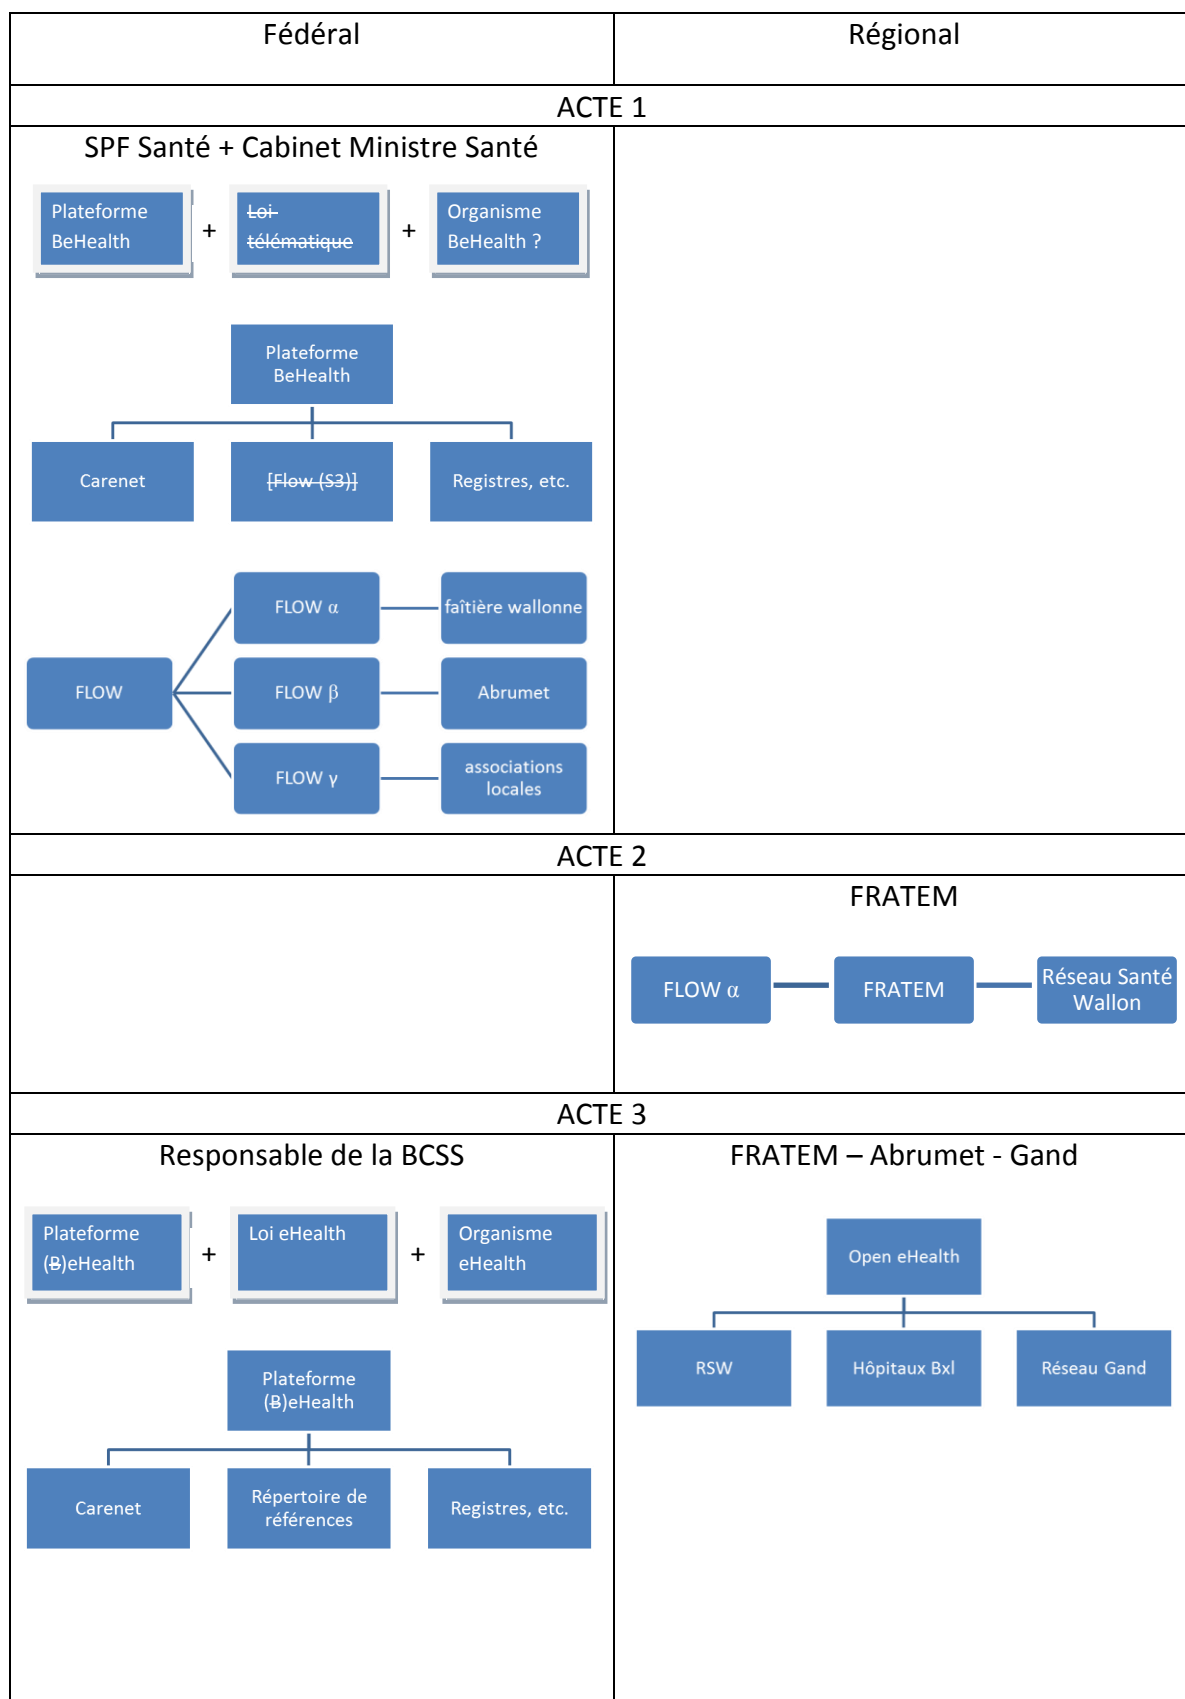 Fédéral
Régional
ACTE 1
SPF Santé + Cabinet Ministre Santé
Plateforme
BeHealth
+
Loi
télématique
+
Organisme
BeHealth ?
Plateforme
BeHealth
Carenet
[Flow (S3)]
Registres, etc.
FLOW
FLOW α
faîtière wallonne
FLOW β
Abrumet
FLOW γ
associations
locales
ACTE 2
FRATEM
FLOW α
FRATEM
Réseau Santé
Wallon
ACTE 3
Responsable de la BCSS
Plateforme
(B)eHealth
+
Loi eHealth
+
Organisme
eHealth
Plateforme
(B)eHealth
Carenet
Répertoire de
références
Registres, etc.
FRATEM – Abrumet - Gand
Open eHealth
RSW
Hôpitaux Bxl
Réseau Gand